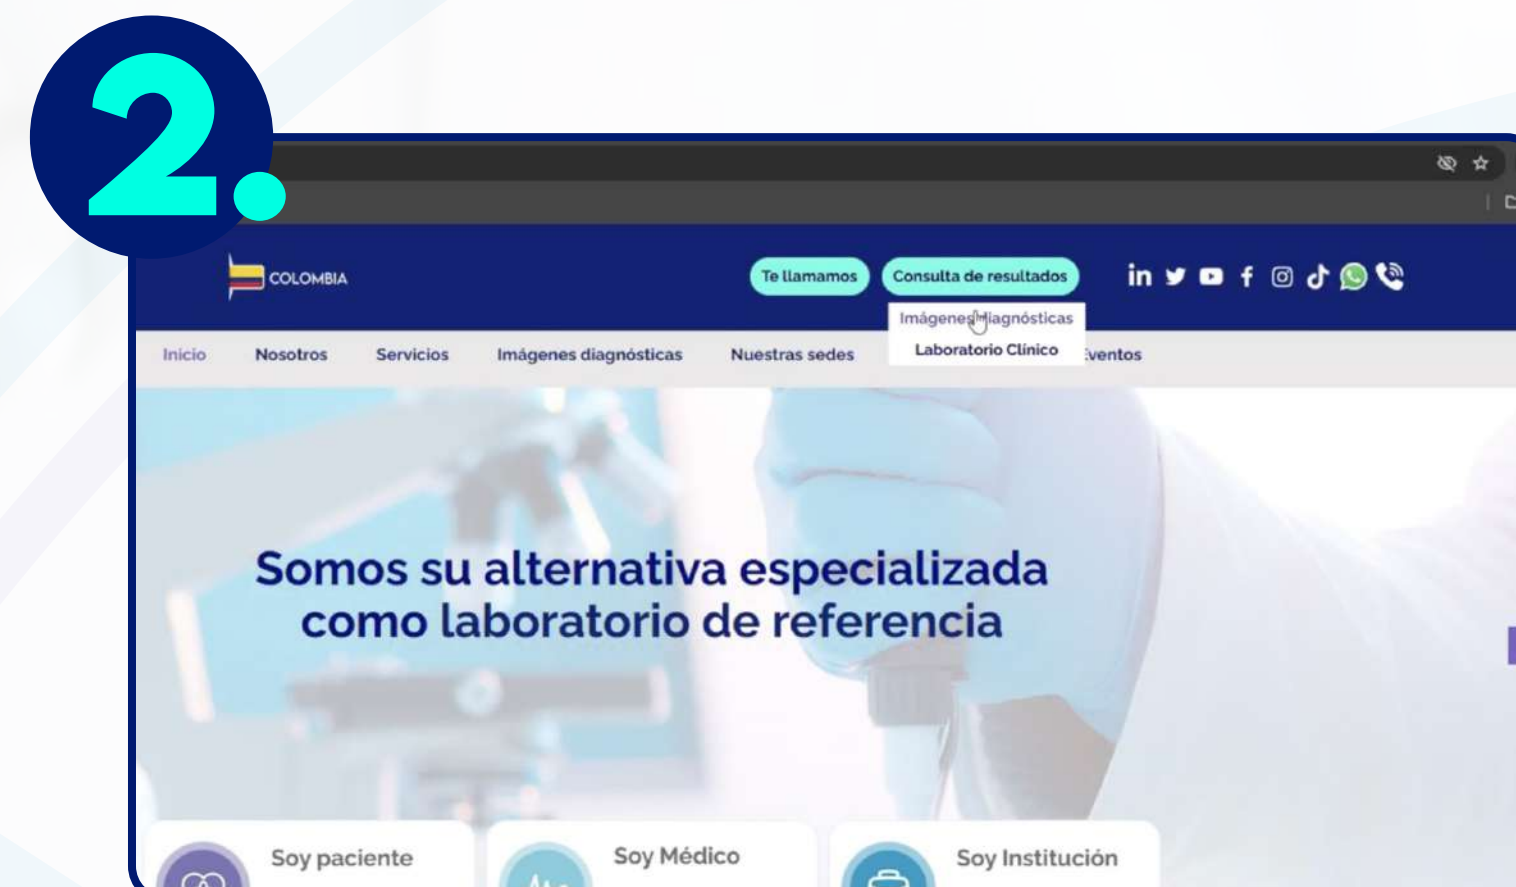 2.
COLOMBIA
Te llamamos
Consulta de resultados
Imágenes diagnósticas
Laboratorio Clínico
Inicio
Nosotros
Servicios
Imágenes diagnósticas
Nuestras sedes
Eventos
Somos su alternativa especializada
como laboratorio de referencia
Soy paciente
Soy Médico
Soy Institución